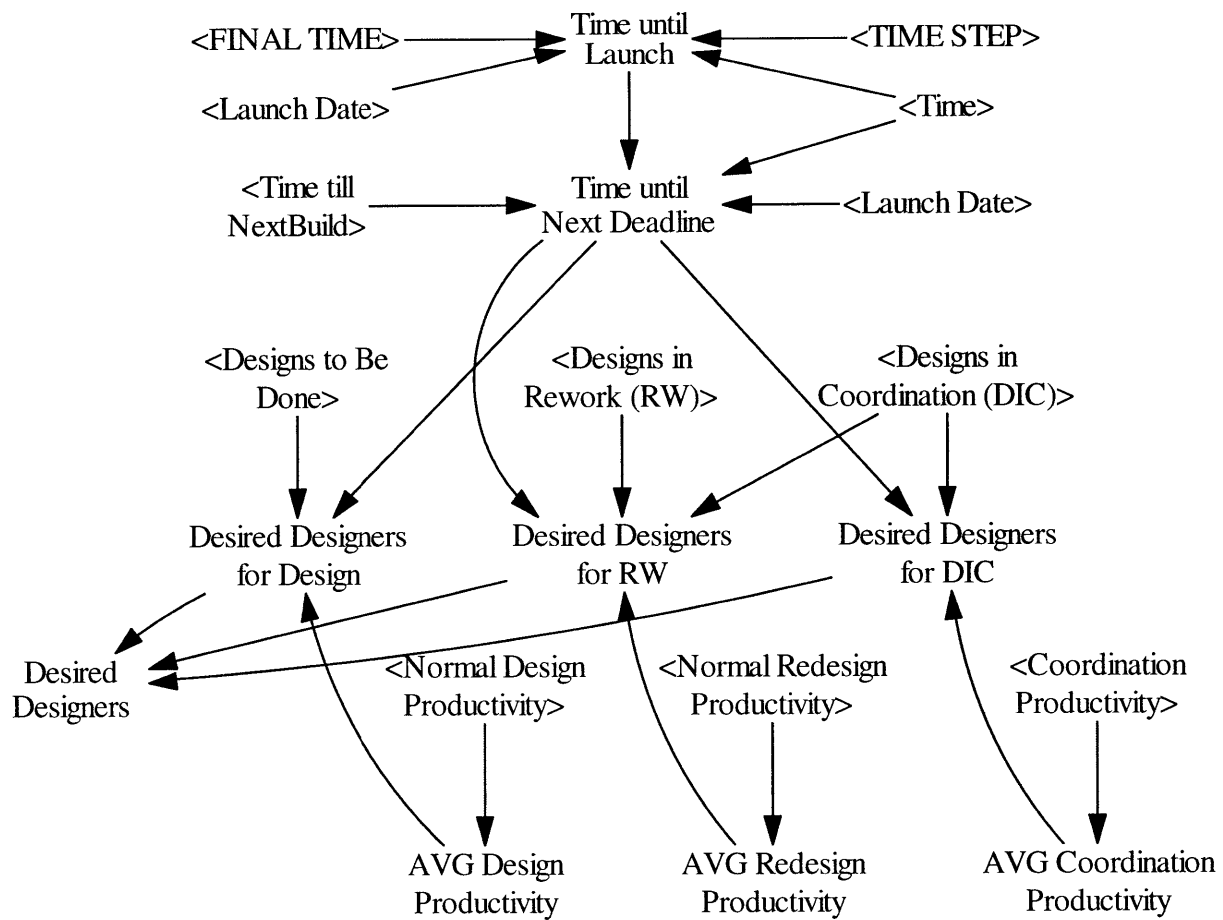 <FINAL TIME>
Time until
Launch
<TIME STEP>
<Launch Date>
<Time>
<Time till
NextBuild>
Time until
Next Deadline
<Launch Date>
<Designs to Be
Done>
<Designs in
Rework (RW)>
<Designs in
Coordination (DIC)>
Desired Designers
for Design
Desired Designers
for RW
Desired Designers
for DIC
Desired
Designers
<Normal Design
Productivity>
<Normal Redesign
Productivity>
<Coordination
Productivity>
AVG Design
Productivity
AVG Redesign
Productivity
AVG Coordination
Productivity